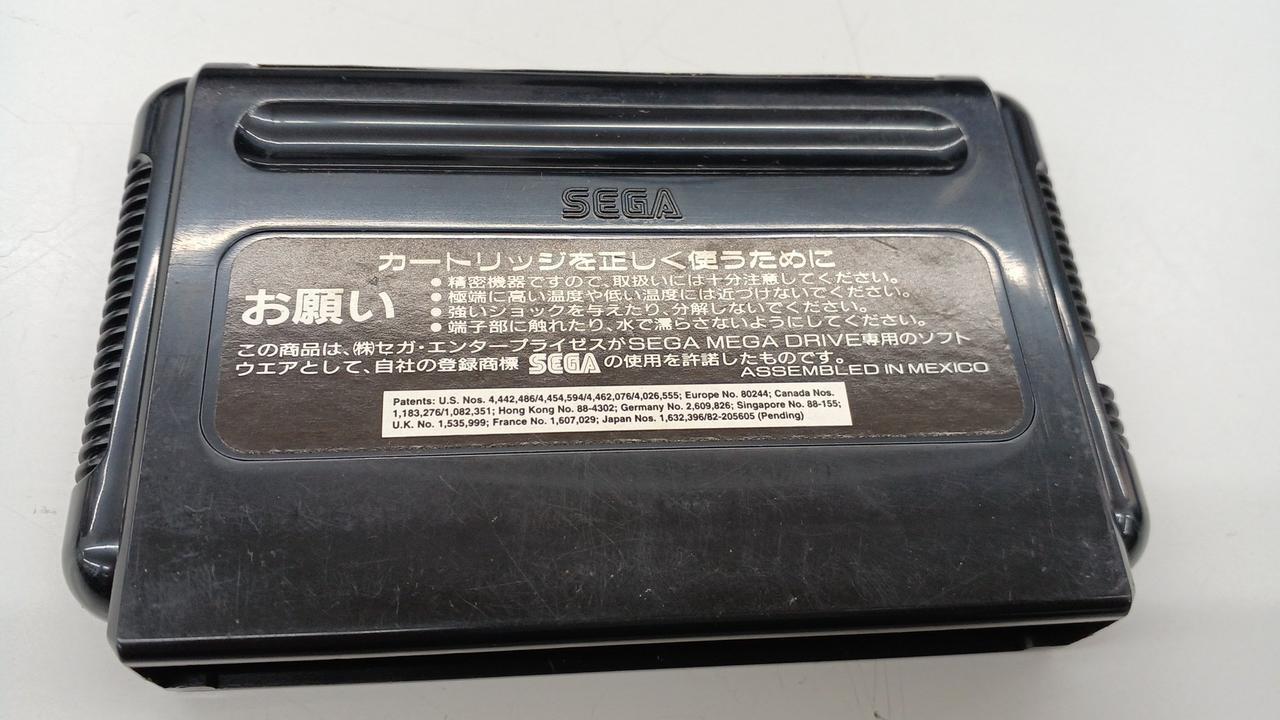 SEGA
カートリッジを正しく使うために
お願い
●精密機器ですので、取扱いには十分注意してください。
●極端に高い温度や低い温度には近づけないでください。
●強いショックを与えたり、分解しないでください。
●端子部に触れたり、水で濡らさないようにしてください。
この商品は、㈱セガ・エンタープライゼスがSEGA MEGA DRIVE専用のソフト
ウエアとして、自社の登録商標 SEGA の使用を許諾したものです。
ASSEMBLED IN MEXICO
Patents: U.S. Nos. 4,442,486/4,454,594/4,462,076/4,026,555; Europe No. 80244; Canada Nos.
1,183,276/1,082,351; Hong Kong No. 88-4302; Germany No. 2,609,826; Singapore No. 88-155;
U.K. No. 1,535,999; France No. 1,607,029; Japan Nos. 1,632,396/82-205605 (Pending)